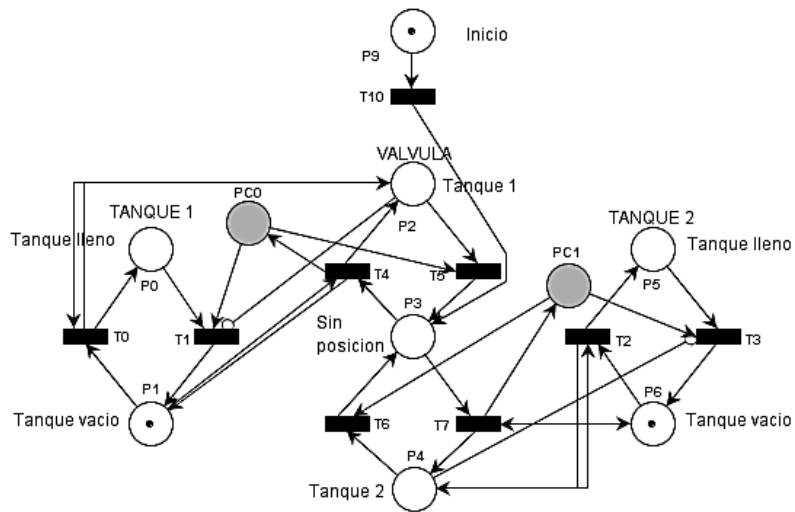 Inicio
P9
T10
VALVULA
Tanque 1
P2
PC0
TANQUE 1
Tanque lleno
P0
T4
T5
TANQUE 2
Tanque lleno
PC1
P5
P3
Sin
posicion
T0
T1
T2
T3
P1
Tanque vacio
P6
Tanque vacio
T6
T7
P4
Tanque 2